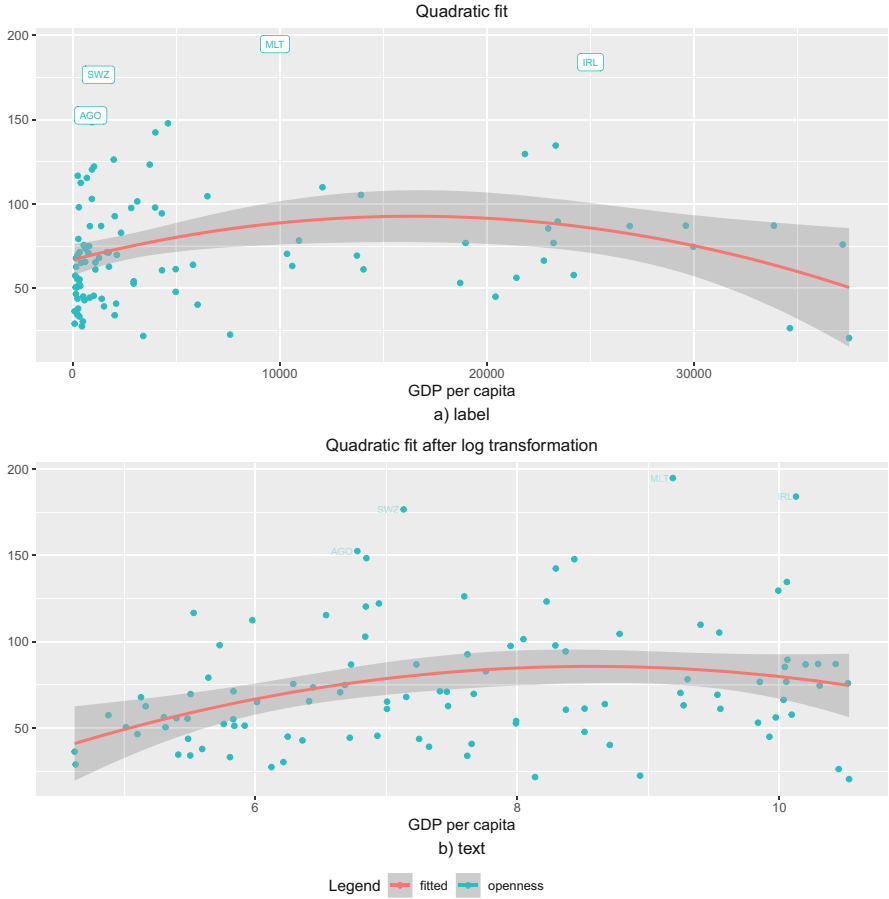 Quadratic fit
200
150
100
50
MLT
IRL
SWZ
AGO
0 10000 20000 30000
GDP per capita
a) label
Quadratic fit after log transformation
200
150
100
50
MLT
IRL
SWZ
AGO
6 8 10
GDP per capita
b) text
Legend fitted openness